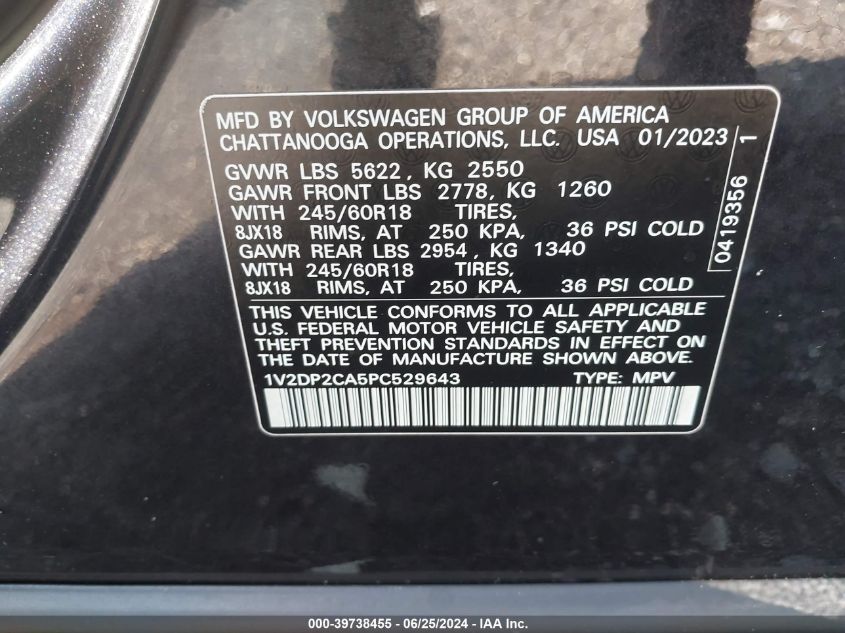 MFD BY VOLKSWAGEN GROUP OF AMERICA
CHATTANOOGA OPERATIONS, LLC. USA 01/2023
GVWR LBS 5622, KG 2550
GAWR FRONT LBS 2778, KG 1260
WITH 245/60R18 TIRES,
8JX18 RIMS, AT 250 KPA, 36 PSI COLD
GAWR REAR LBS 2954, KG 1340
WITH 245/60R18 TIRES,
8JX18 RIMS, AT 250 KPA, 36 PSI COLD
0419356 1
THIS VEHICLE CONFORMS TO ALL APPLICABLE
U.S. FEDERAL MOTOR VEHICLE SAFETY AND
THEFT PREVENTION STANDARDS IN EFFECT ON
THE DATE OF MANUFACTURE SHOWN ABOVE.
1V2DP2CA5PC529643 TYPE: MPV
000-39738455 - 06/25/2024 - IAA Inc.